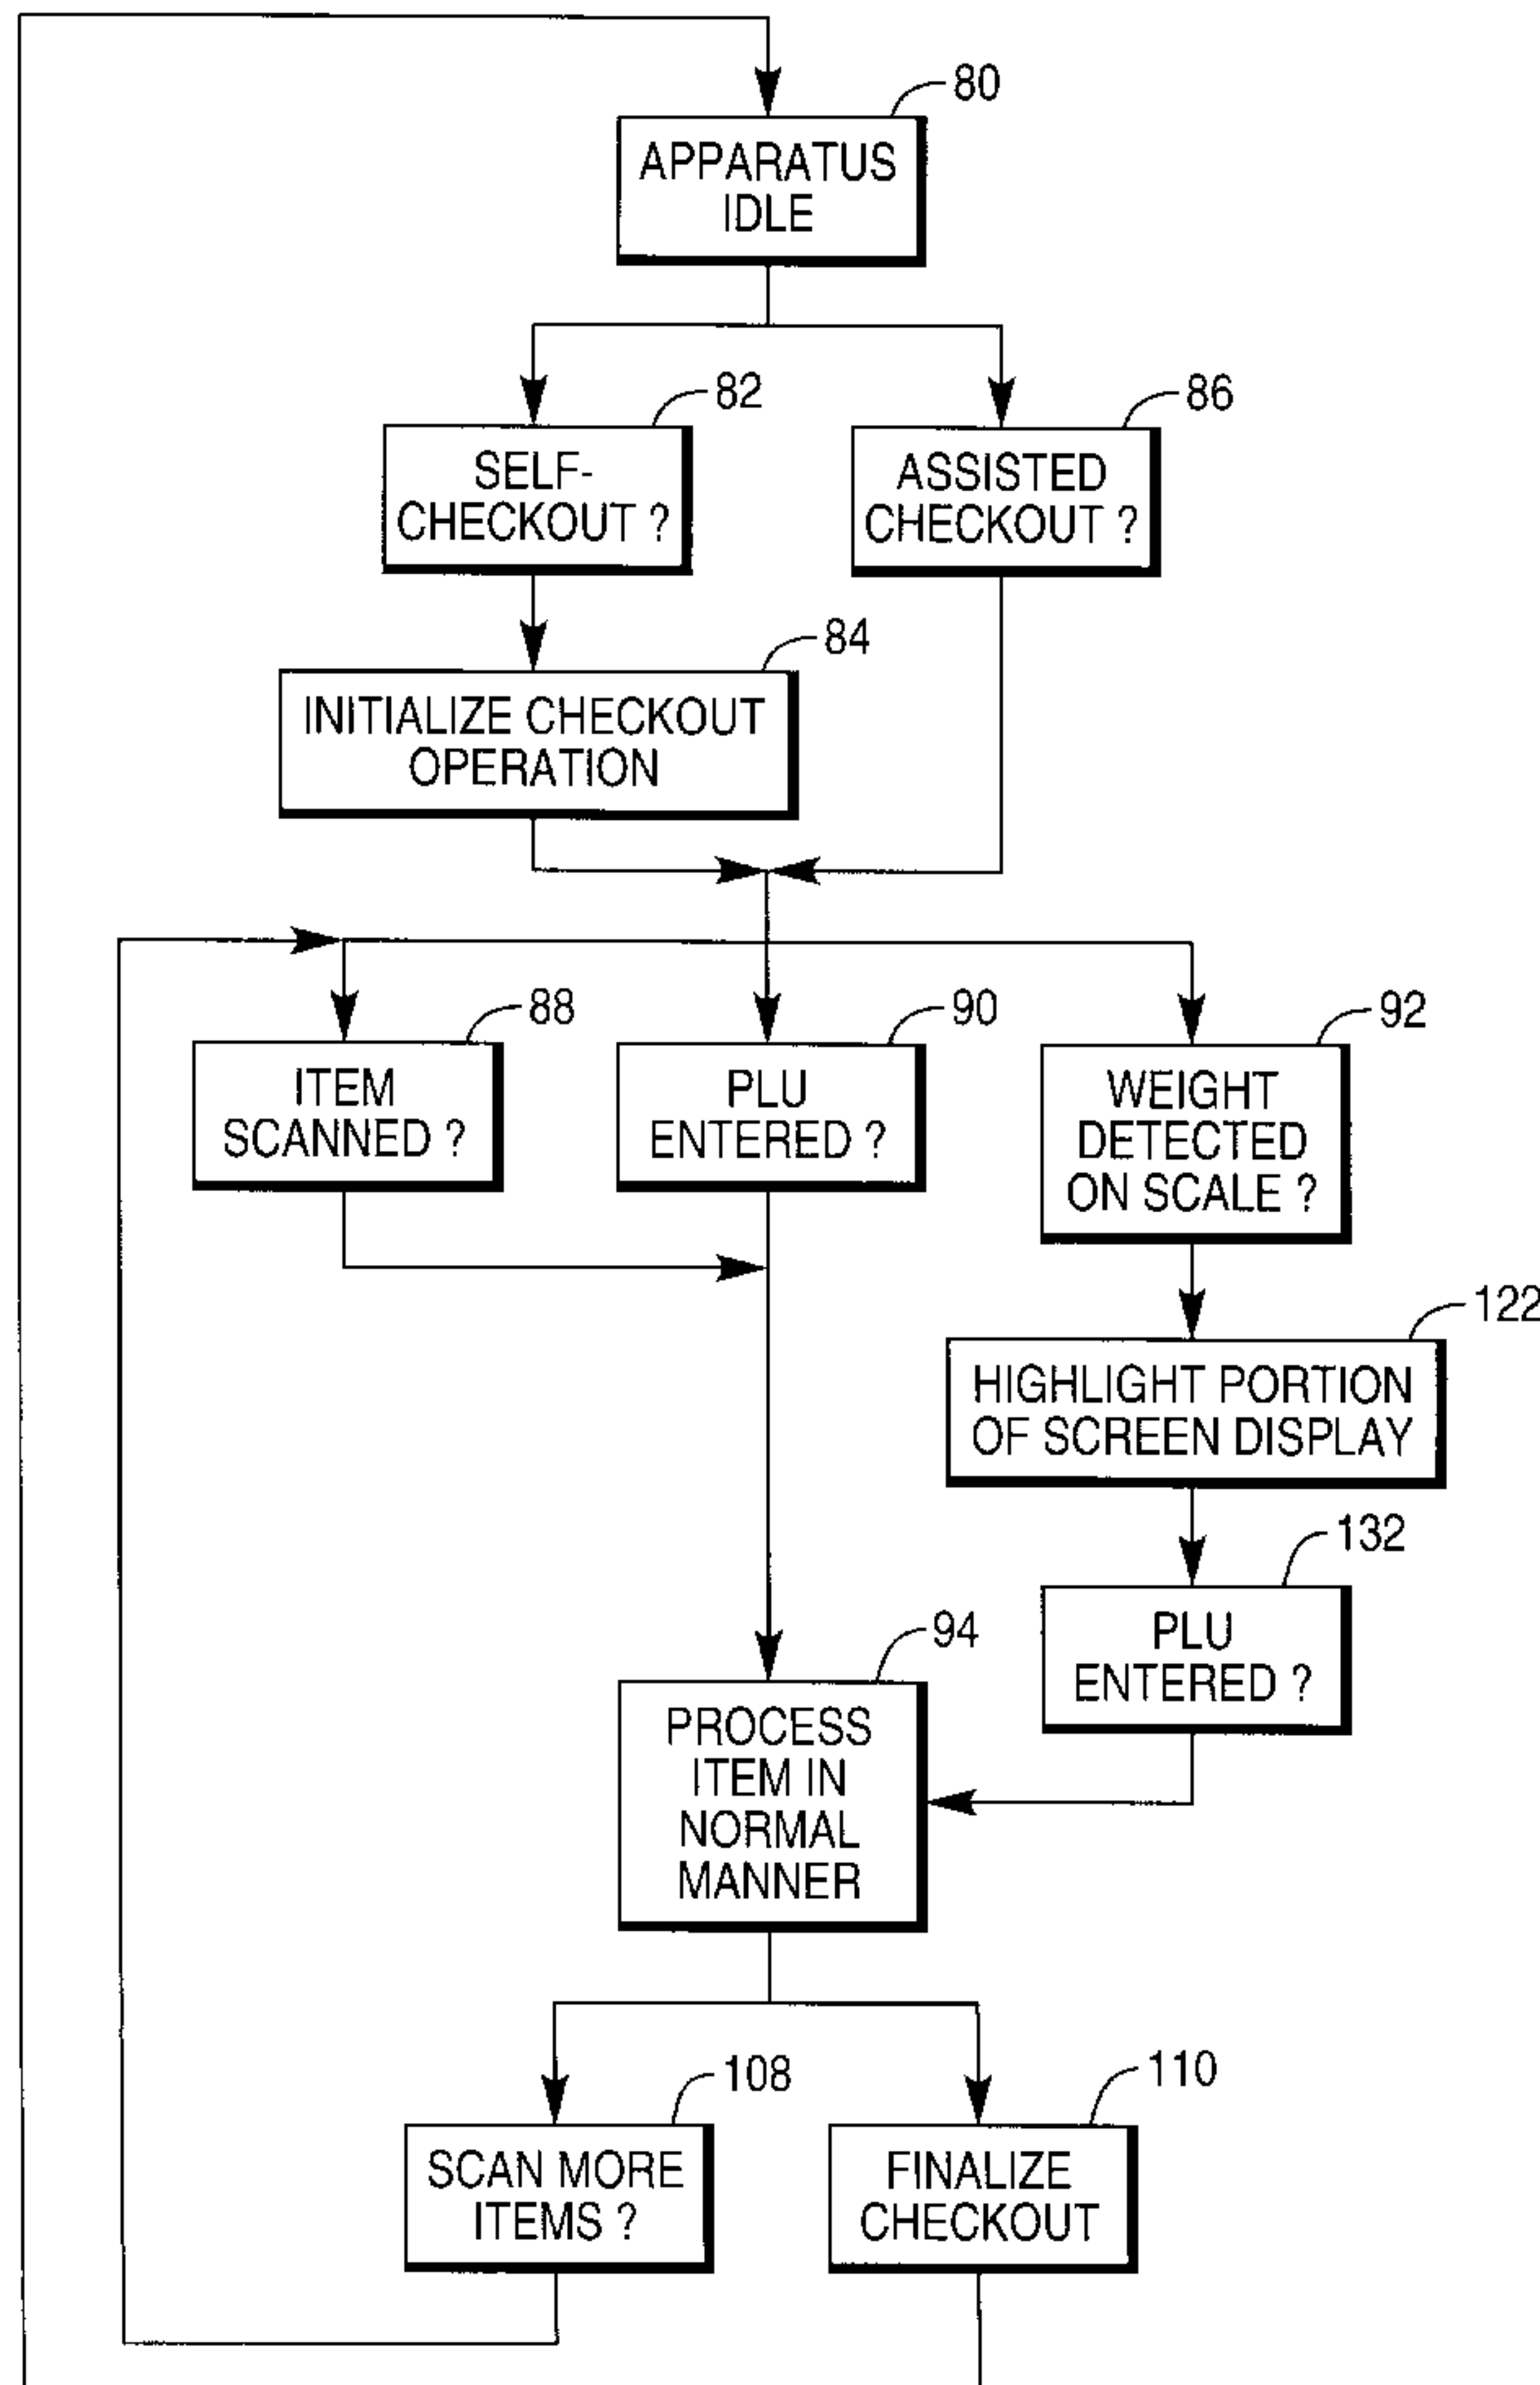 80
APPARATUS
IDLE
82
SELF-
CHECKOUT ?
86
ASSISTED
CHECKOUT ?
84
INITIALIZE CHECKOUT
OPERATION
88
ITEM
SCANNED ?
90
PLU
ENTERED ?
92
WEIGHT
DETECTED
ON SCALE ?
122
HIGHLIGHT PORTION
OF SCREEN DISPLAY
132
PLU
ENTERED ?
94
PROCESS
ITEM IN
NORMAL
MANNER
108
SCAN MORE
ITEMS ?
110
FINALIZE
CHECKOUT